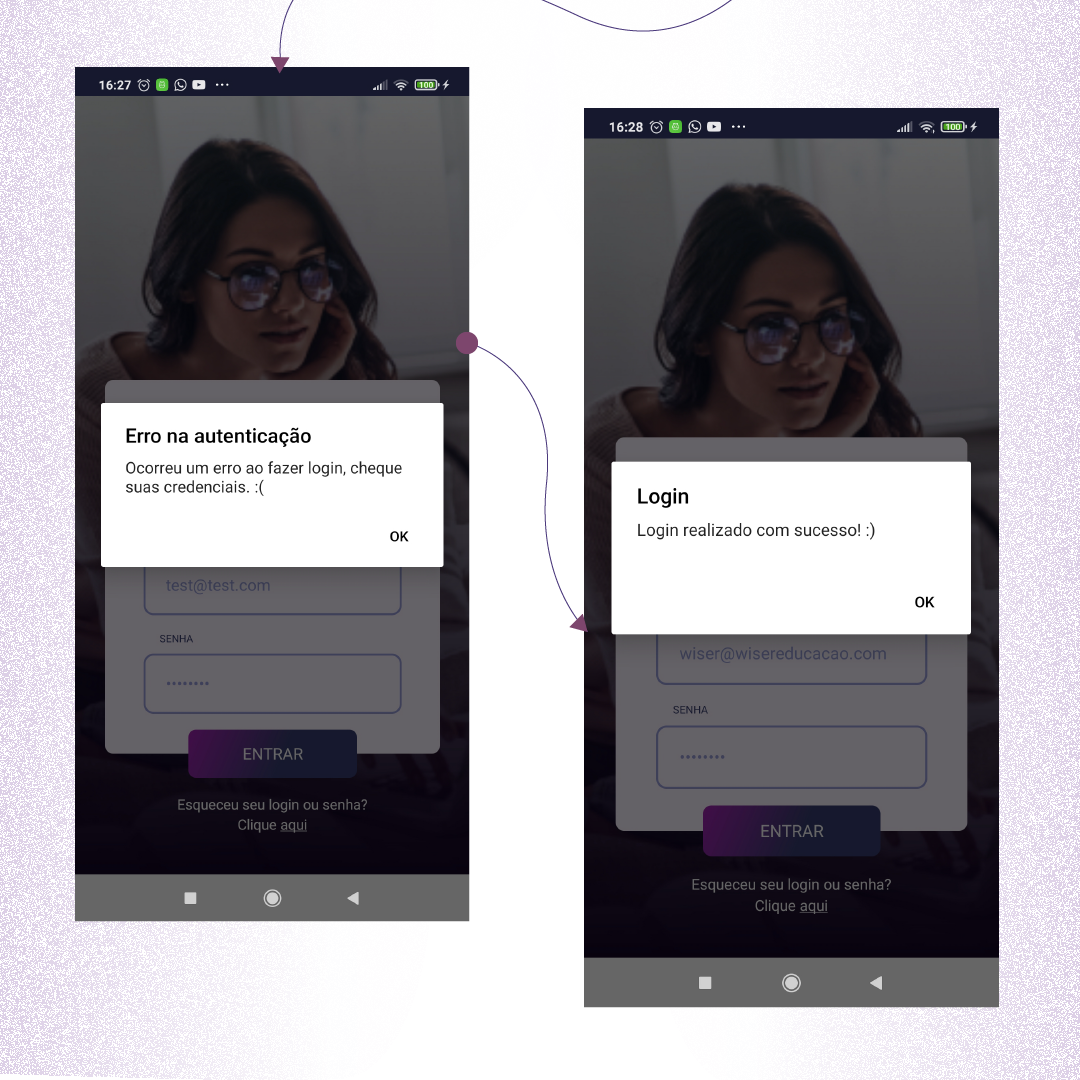 16:27
100
Erro na autenticação
Ocorreu um erro ao fazer login, cheque
suas credenciais. :(
OK
test@test.com
SENHA
••••••••
ENTRAR
Esqueceu seu login ou senha?
Clique aqui
16:28
100
Login
Login realizado com sucesso! :)
OK
wiser@wisereducacao.com
SENHA
••••••••
ENTRAR
Esqueceu seu login ou senha?
Clique aqui